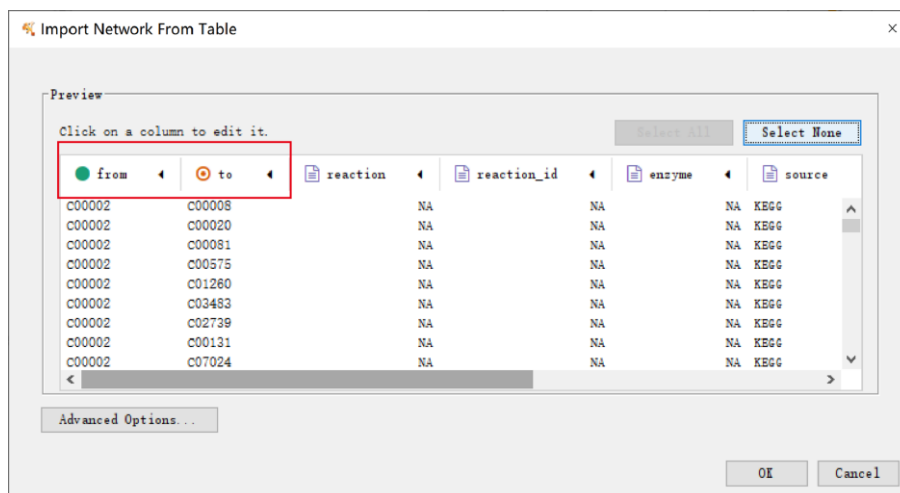 Import Network From Table
Preview
Click on a column to edit it.
Select All
Select None
from to reaction reaction_id enzyme source
C00002 C00008 NA NA NA KEGG
C00002 C00020 NA NA NA KEGG
C00002 C00081 NA NA NA KEGG
C00002 C00575 NA NA NA KEGG
C00002 C01260 NA NA NA KEGG
C00002 C03483 NA NA NA KEGG
C00002 C02739 NA NA NA KEGG
C00002 C00131 NA NA NA KEGG
C00002 C07024 NA NA NA KEGG
Advanced Options...
OK
Cancel